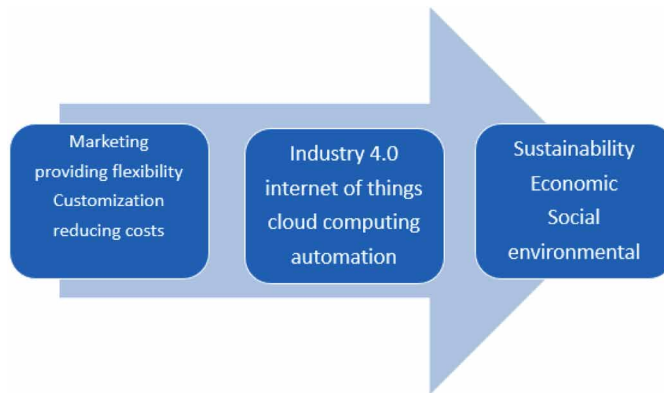 Marketing
providing flexibility
Customization
reducing costs
Industry 4.0
internet of things
cloud computing
automation
Sustainability
Economic
Social
environmental